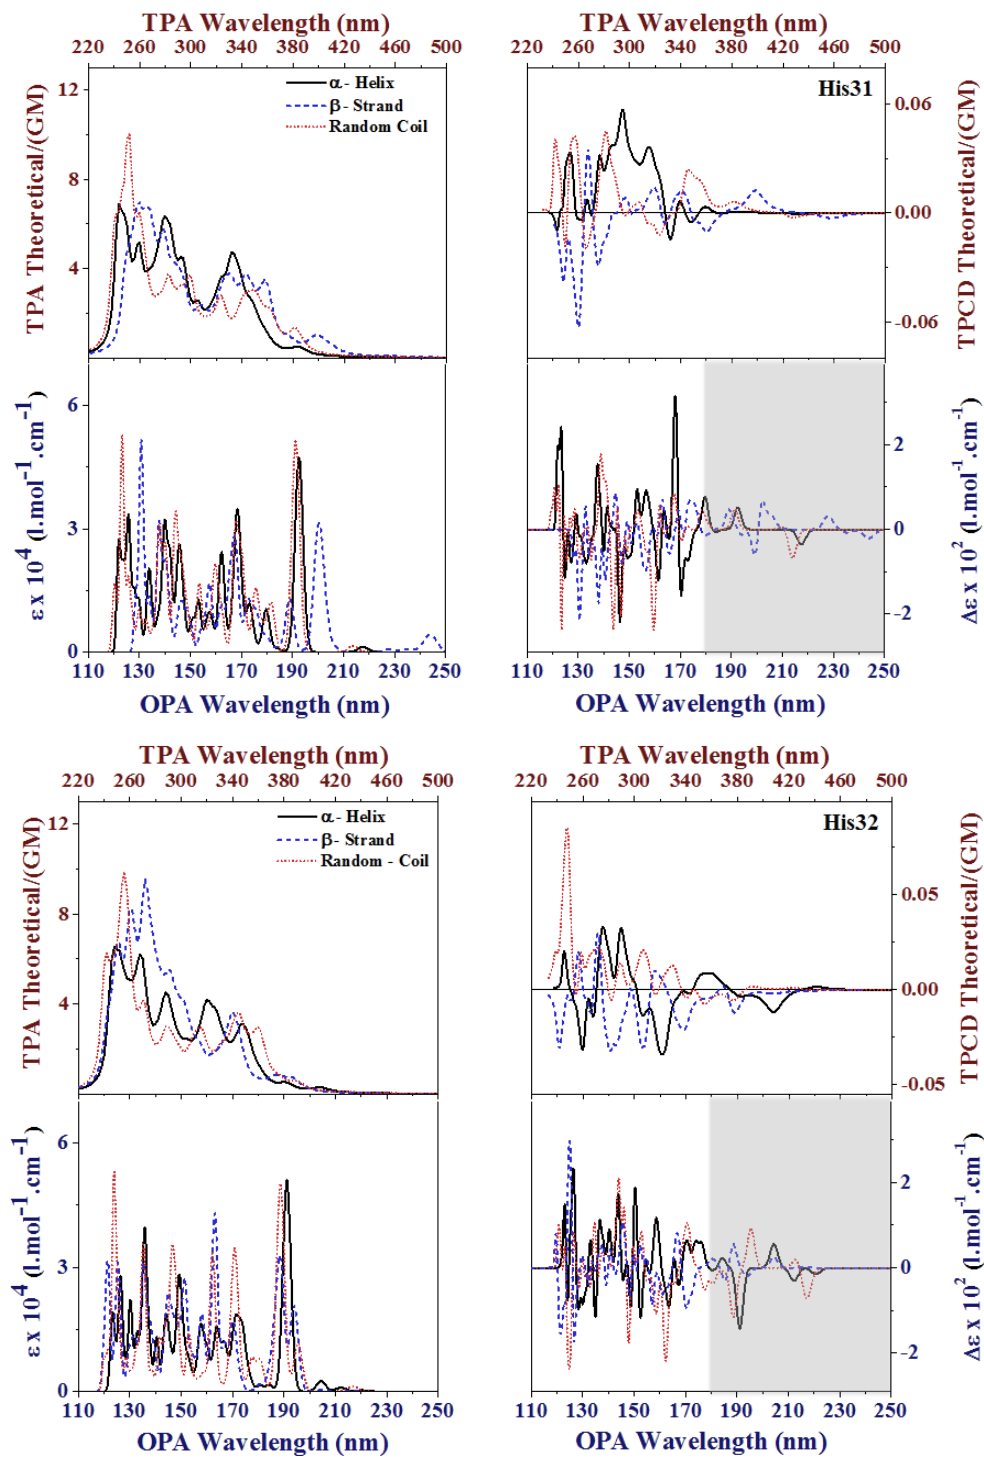 TPA Wavelength (nm)
220 260 300 340 380 420 460 500
TPA Theoretical/(GM)
12
8
4
α - Helix
β - Strand
Random Coil
TPA Wavelength (nm)
220 260 300 340 380 420 460 500
His31
0.06
0.00
-0.06
TPCD Theoretical/(GM)
ε x 10⁴ (l.mol⁻¹.cm⁻¹)
6
3
0
110 130 150 170 190 210 230 250
OPA Wavelength (nm)
2
0
-2
Δε x 10² (l.mol⁻¹.cm⁻¹)
110 130 150 170 190 210 230 250
OPA Wavelength (nm)
TPA Wavelength (nm)
220 260 300 340 380 420 460 500
TPA Theoretical/(GM)
12
8
4
α - Helix
β - Strand
Random - Coil
TPA Wavelength (nm)
220 260 300 340 380 420 460 500
His32
0.05
0.00
-0.05
TPCD Theoretical/(GM)
ε x 10⁴ (l.mol⁻¹.cm⁻¹)
6
3
0
110 130 150 170 190 210 230 250
OPA Wavelength (nm)
2
0
-2
Δε x 10² (l.mol⁻¹.cm⁻¹)
110 130 150 170 190 210 230 250
OPA Wavelength (nm)